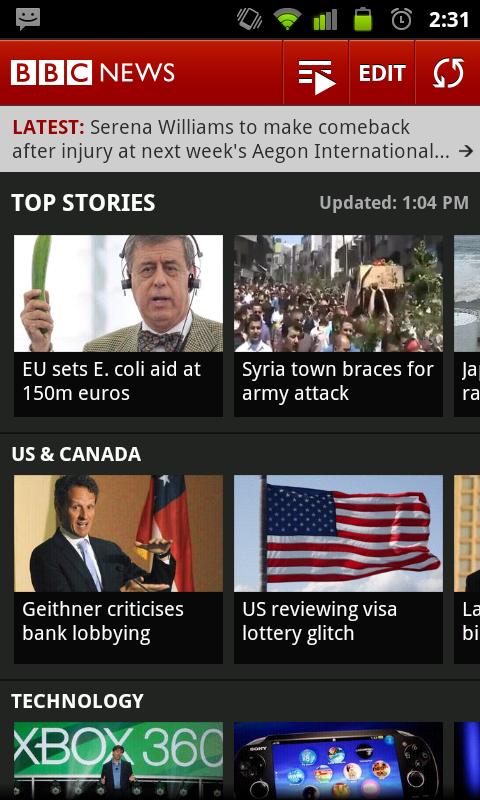 2:31
BBC NEWS
EDIT
LATEST: Serena Williams to make comeback
after injury at next week's Aegon International...
TOP STORIES
Updated: 1:04 PM
EU sets E. coli aid at
150m euros
Syria town braces for
army attack
Ja
ra
US & CANADA
Geithner criticises
bank lobbying
US reviewing visa
lottery glitch
La
bi
TECHNOLOGY
XBOX 360
SONY